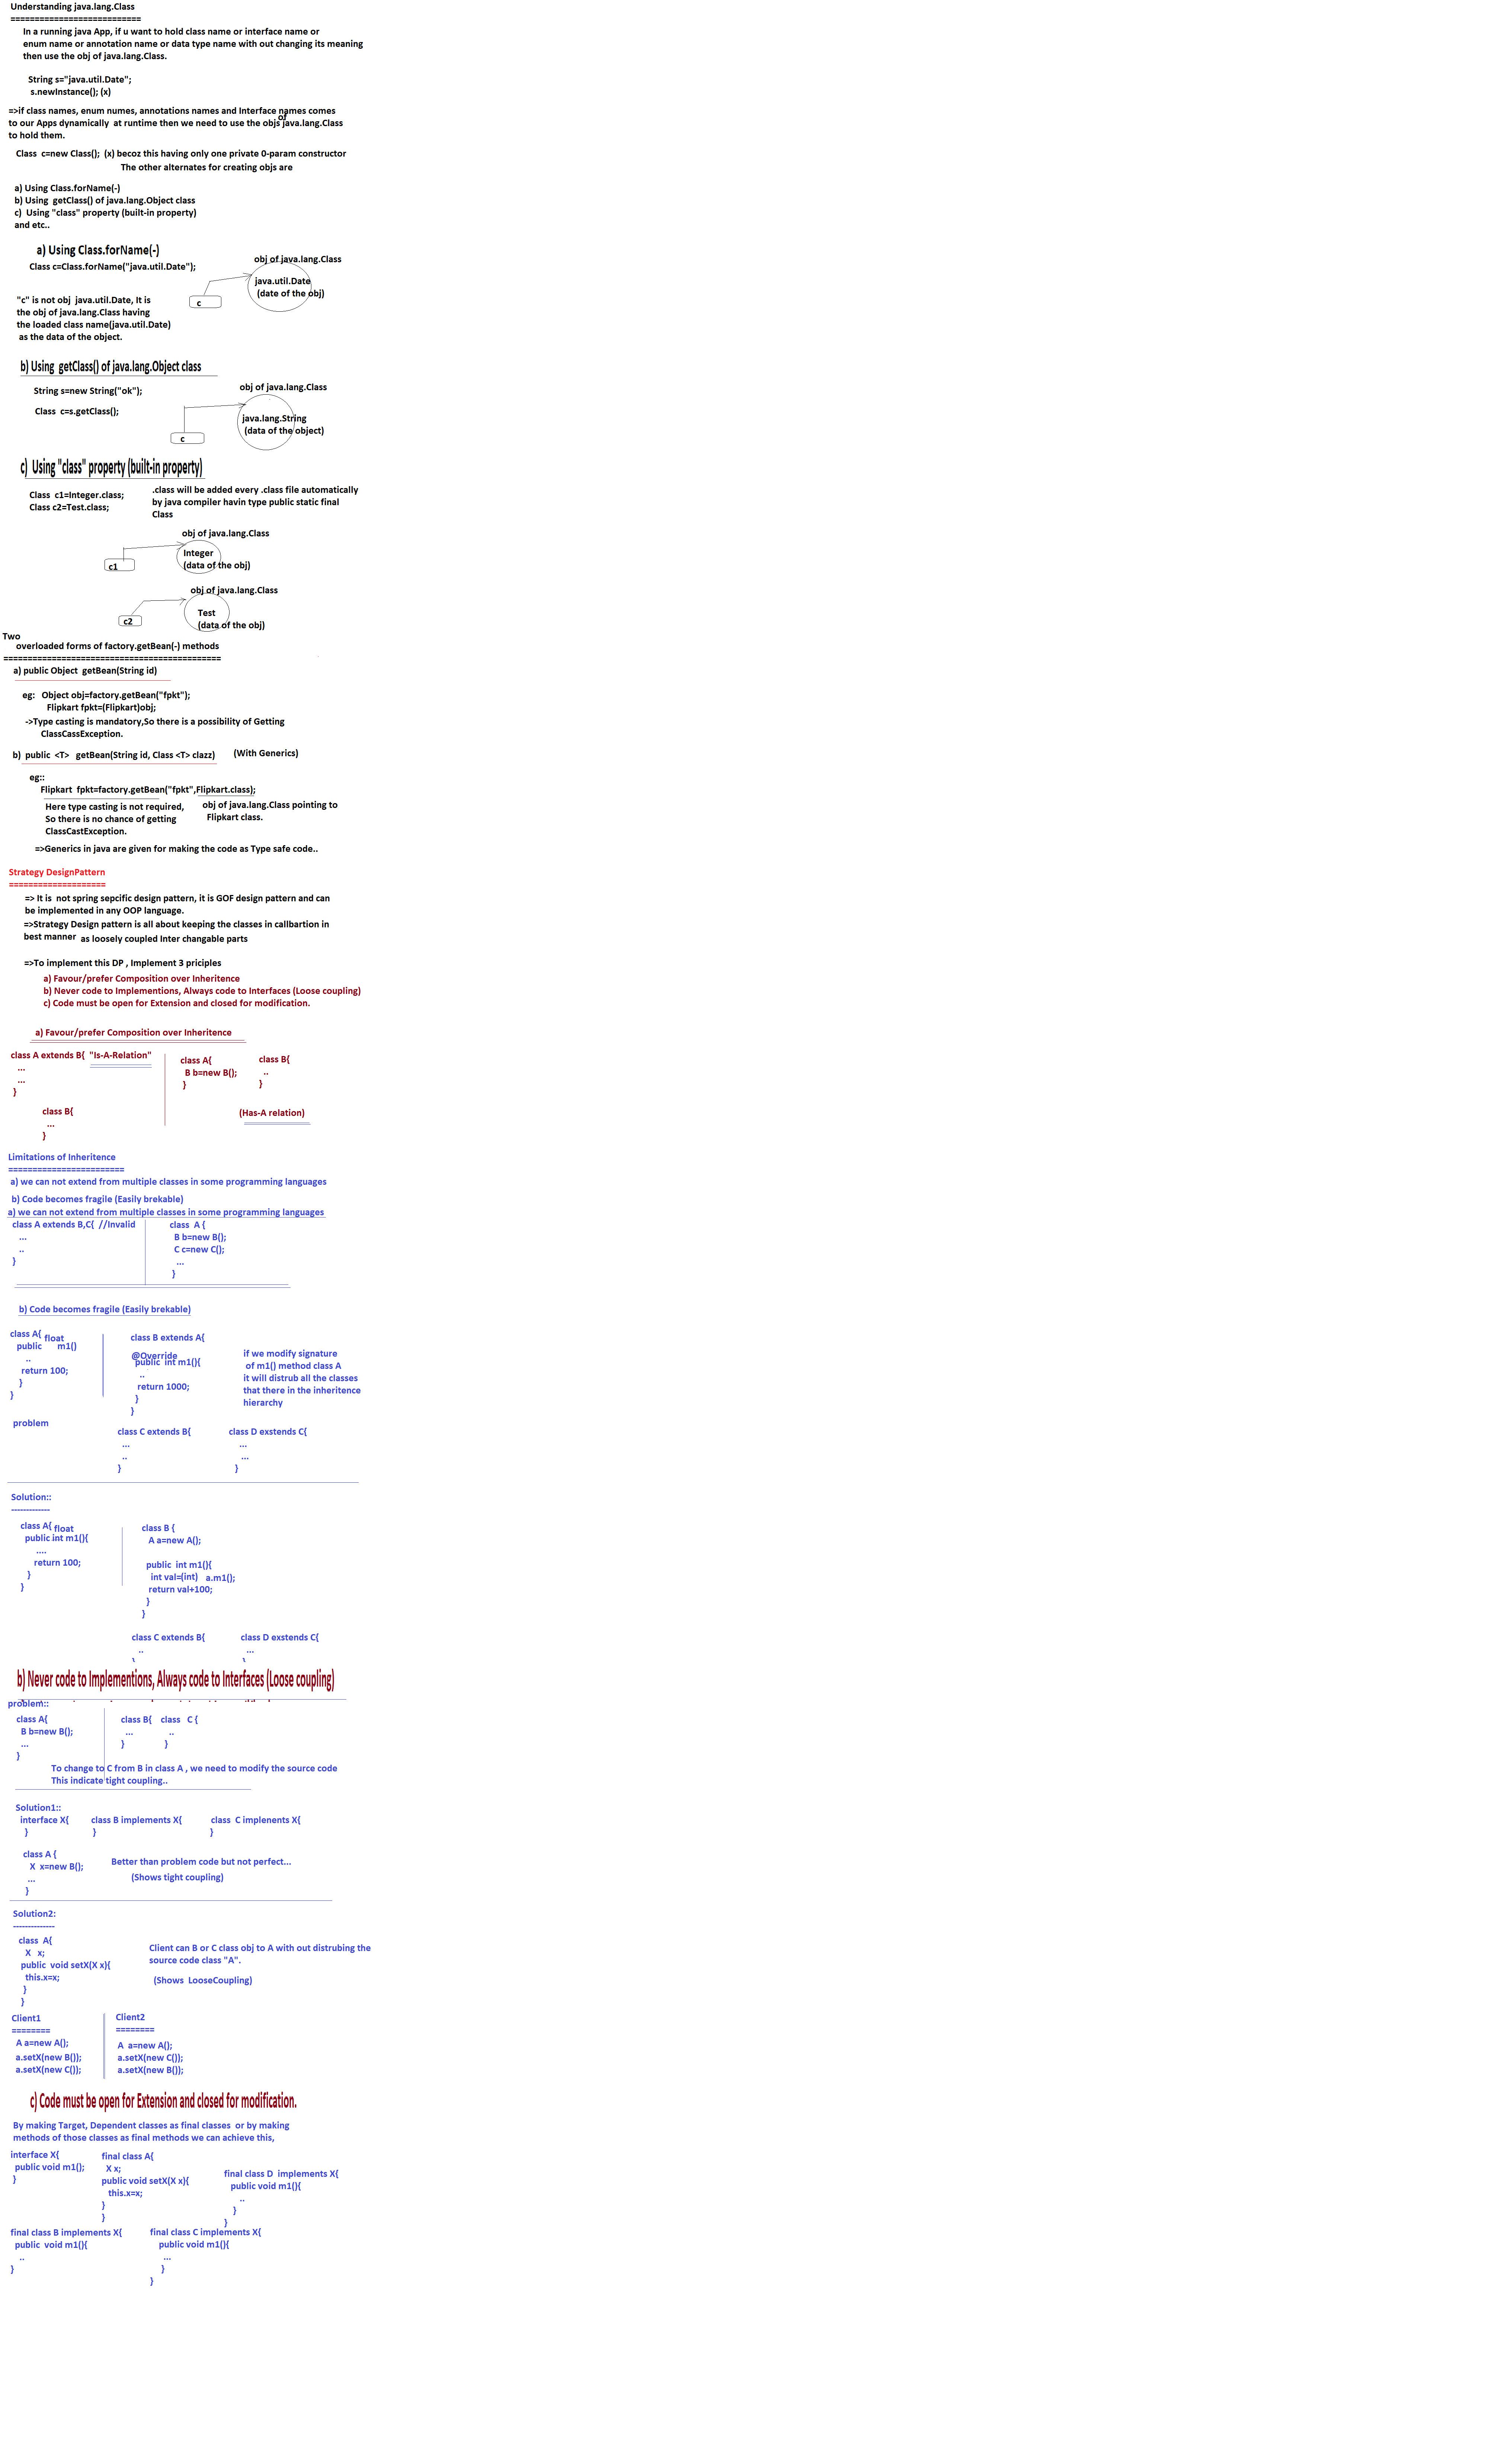 Understanding java.lang.Class
===========================
In a running java App, if u want to hold class name or interface name or
enum name or annotation name or data type name with out changing its meaning
then use the obj of java.lang.Class.
String s="java.util.Date";
s.newInstance(); (x)
=>if class names, enum numes, annotations names and Interface names comes
of
to our Apps dynamically at runtime then we need to use the objs java.lang.Class
to hold them.
Class c=new Class(); (x) becoz this having only one private 0-param constructor
The other alternates for creating objs are
a) Using Class.forName(-)
b) Using getClass() of java.lang.Object class
c) Using "class" property (built-in property)
and etc..
a) Using Class.forName(-)
obj of java.lang.Class
Class c=Class.forName("java.util.Date");
java.util.Date
(date of the obj)
c
"c" is not obj java.util.Date, It is
the obj of java.lang.Class having
the loaded class name(java.util.Date)
as the data of the object.
b) Using getClass() of java.lang.Object class
obj of java.lang.Class
String s=new String("ok");
Class c=s.getClass();
java.lang.String
(data of the object)
c
c) Using "class" property (built-in property)
Class c1=Integer.class;
Class c2=Test.class;
.class will be added every .class file automatically
by java compiler havin type public static final
Class
obj of java.lang.Class
Integer
(data of the obj)
c1
obj of java.lang.Class
Test
(data of the obj)
c2
Two
overloaded forms of factory.getBean(-) methods
=============================================
a) public Object getBean(String id)
eg: Object obj=factory.getBean("fpkt");
Flipkart fpkt=(Flipkart)obj;
->Type casting is mandatory,So there is a possibility of Getting
ClassCassException.
b) public <T> getBean(String id, Class <T> clazz) (With Generics)
eg::
Flipkart fpkt=factory.getBean("fpkt",Flipkart.class);
Here type casting is not required,
So there is no chance of getting
ClassCastException.
obj of java.lang.Class pointing to
Flipkart class.
=>Generics in java are given for making the code as Type safe code..
Strategy DesignPattern
====================
=> It is not spring sepcific design pattern, it is GOF design pattern and can
be implemented in any OOP language.
=>Strategy Design pattern is all about keeping the classes in callbartion in
best manner as loosely coupled Inter changable parts
=>To implement this DP , Implement 3 priciples
a) Favour/prefer Composition over Inheritence
b) Never code to Implementions, Always code to Interfaces (Loose coupling)
c) Code must be open for Extension and closed for modification.
a) Favour/prefer Composition over Inheritence
class A extends B{ "Is-A-Relation"
...
...
}
class B{
...
}
class A{
B b=new B();
}
class B{
..
}
(Has-A relation)
Limitations of Inheritence
========================
a) we can not extend from multiple classes in some programming languages
b) Code becomes fragile (Easily brekable)
a) we can not extend from multiple classes in some programming languages
class A extends B,C{ //Invalid
...
..
}
class A {
B b=new B();
C c=new C();
...
}
b) Code becomes fragile (Easily brekable)
class A{
float
public m1()
..
return 100;
}
}
class B extends A{
@Override
public int m1(){
..
return 1000;
}
}
if we modify signature
of m1() method class A
it will distrub all the classes
that there in the inheritence
hierarchy
problem
class C extends B{
...
..
}
class D exstends C{
...
...
}
Solution::
-------------
class A{
float
public int m1(){
....
return 100;
}
}
class B {
A a=new A();
public int m1(){
int val=(int) a.m1();
return val+100;
}
}
class C extends B{
..
class D exstends C{
...
b) Never code to Implementions, Always code to Interfaces (Loose coupling)
problem::
class A{
B b=new B();
...
}
class B{
...
}
class C {
..
}
To change to C from B in class A , we need to modify the source code
This indicate tight coupling..
Solution1::
interface X{
}
class B implements X{
}
class C implenents X{
}
class A {
X x=new B();
...
}
Better than problem code but not perfect...
(Shows tight coupling)
Solution2:
--------------
class A{
X x;
public void setX(X x){
this.x=x;
}
}
Client can B or C class obj to A with out distrubing the
source code class "A".
(Shows LooseCoupling)
Client1
========
A a=new A();
a.setX(new B());
a.setX(new C());
Client2
========
A a=new A();
a.setX(new C());
a.setX(new B());
c) Code must be open for Extension and closed for modification.
By making Target, Dependent classes as final classes or by making
methods of those classes as final methods we can achieve this,
interface X{
public void m1();
}
final class A{
X x;
public void setX(X x){
this.x=x;
}
}
final class D implements X{
public void m1(){
..
}
}
final class B implements X{
public void m1(){
..
}
final class C implements X{
public void m1(){
...
}
}